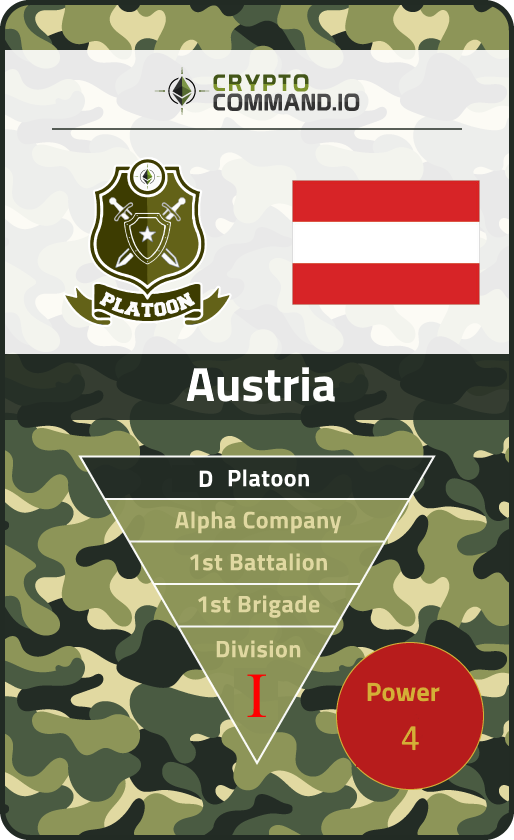 CRYPTO
COMMAND.IO
PLATOON
Austria
D Platoon
Alpha Company
1st Battalion
1st Brigade
Division
I
Power
4